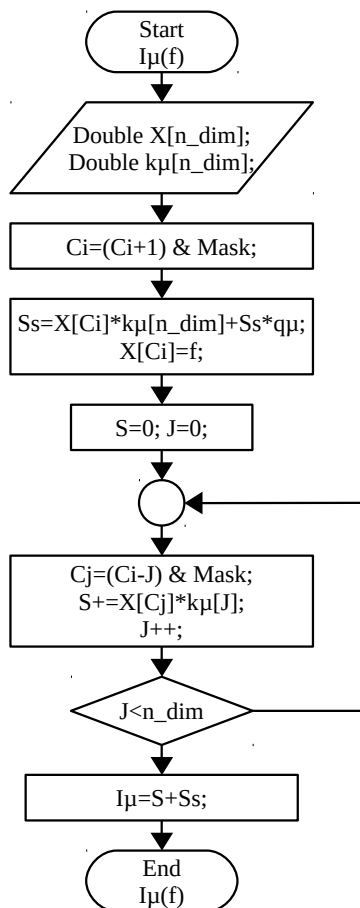 Start
Iμ(f)
Double X[n_dim];
Double kμ[n_dim];
Ci=(Ci+1) & Mask;
Ss=X[Ci]*kμ[n_dim]+Ss*qμ;
X[Ci]=f;
S=0; J=0;
Cj=(Ci-J) & Mask;
S+=X[Cj]*kμ[J];
J++;
J<n_dim
Iμ=S+Ss;
End
Iμ(f)